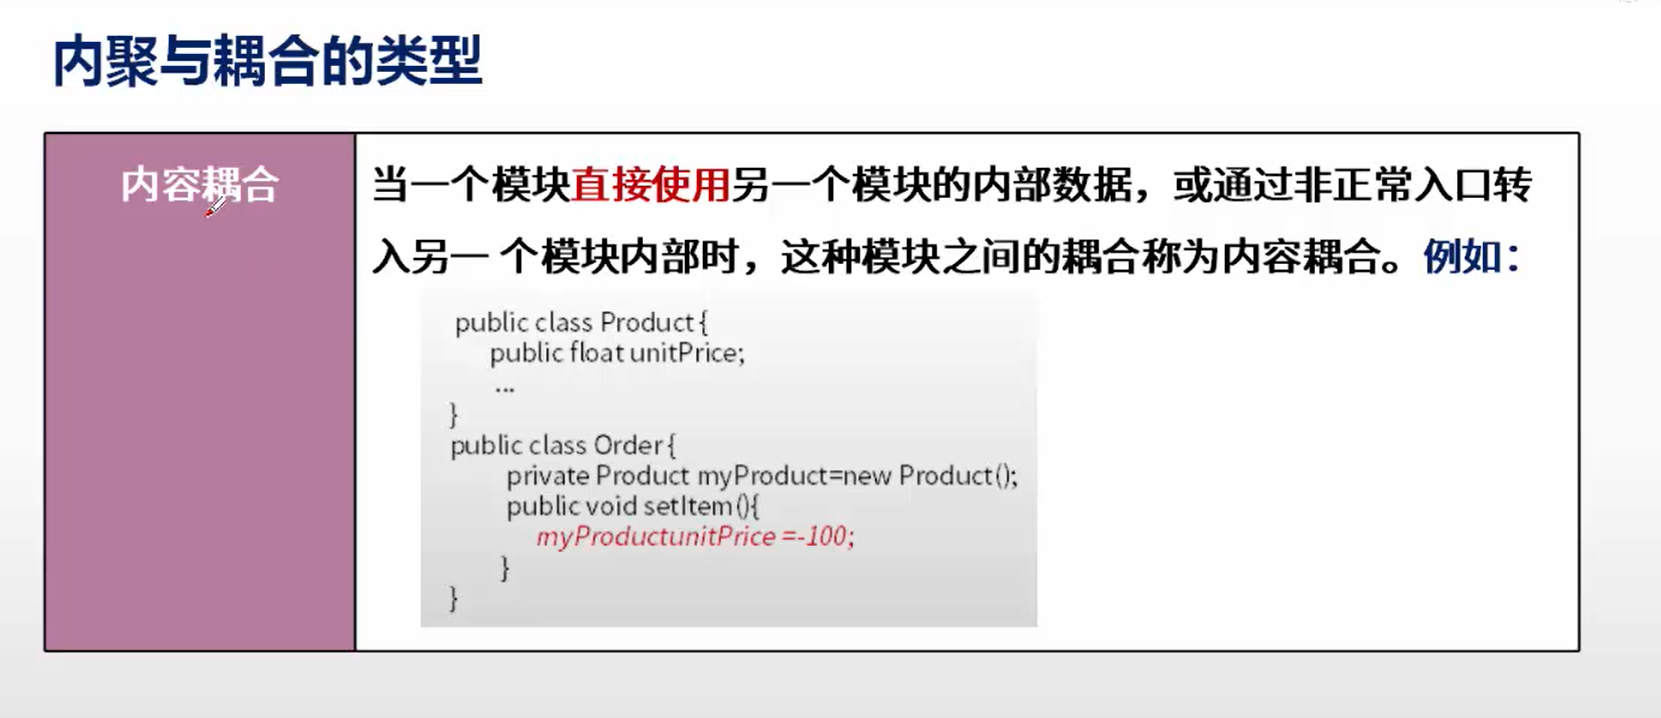 内聚与耦合的类型
内容耦合
当一个模块直接使用另一个模块的内部数据，或通过非正常入口转
入另一 个模块内部时，这种模块之间的耦合称为内容耦合。例如：
public class Product{
public float unitPrice;
...
}
public class Order{
private Product myProduct=new Product();
public void setItem(){
myProductunitPrice =-100;
}
}